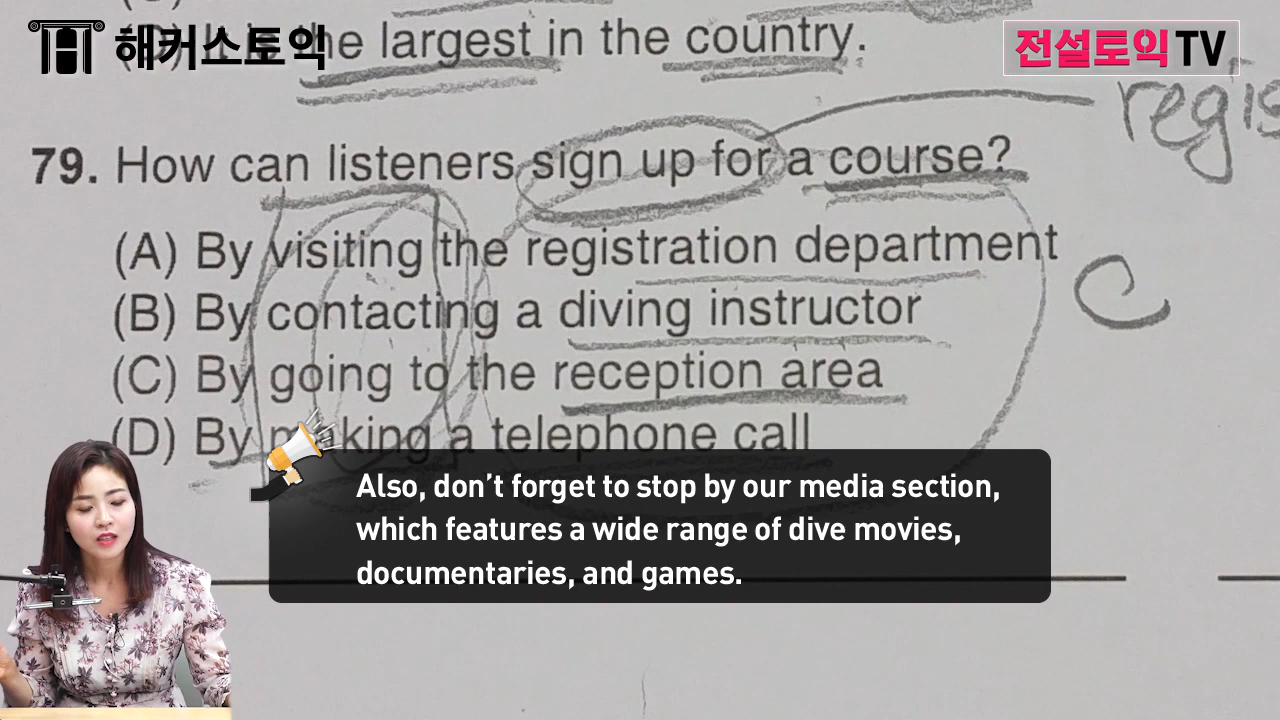 해커스토익
전설토익TV
the largest in the country.
regis
79. How can listeners sign up for a course?
(A) By visiting the registration department
C
(B) By contacting a diving instructor
(C) By going to the reception area
(D) By making a telephone call
Also, don't forget to stop by our media section,
which features a wide range of dive movies,
documentaries, and games.